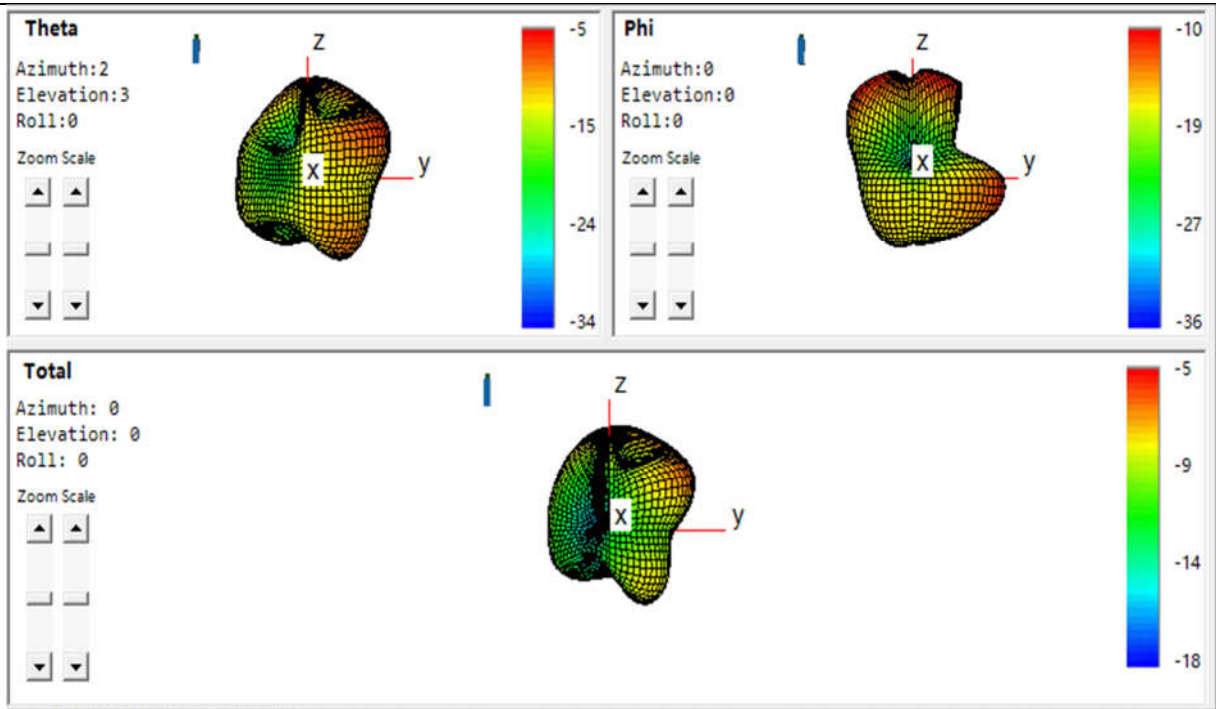 Theta
Azimuth:2
Elevation:3
Roll:0
Zoom Scale
z
x
y
-5
-15
-24
-34
Phi
Azimuth:0
Elevation:0
Roll:0
Zoom Scale
z
x
y
-10
-19
-27
-36
Total
Azimuth: 0
Elevation: 0
Roll: 0
Zoom Scale
z
x
y
-5
-9
-14
-18